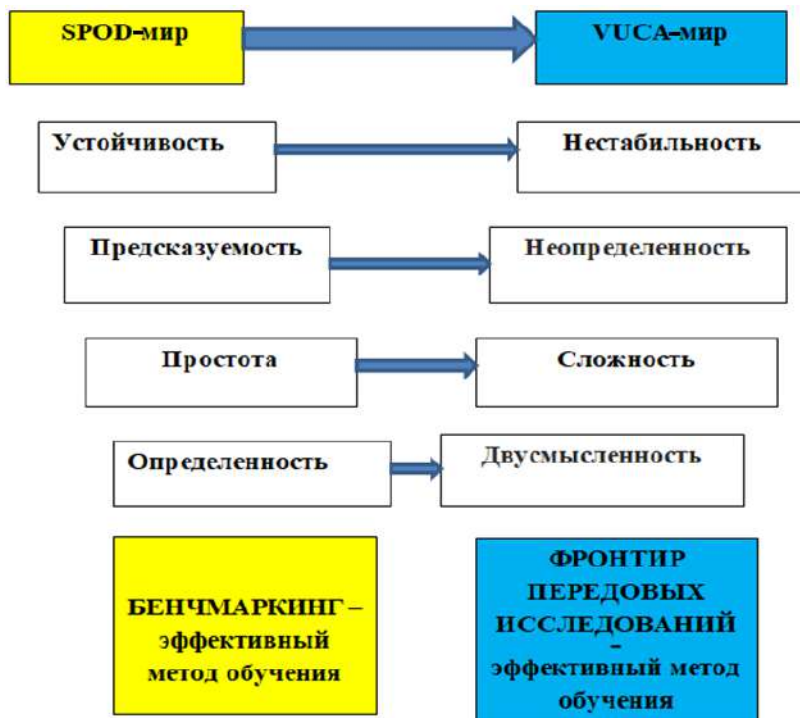 SPOD-мир
VUCA-мир
Устойчивость
Нестабильность
Предсказуемость
Неопределенность
Простота
Сложность
Определенность
Двусмысленность
БЕНЧМАРКИНГ –
эффективный
метод обучения
ФРОНТИР
ПЕРЕДОВЫХ
ИССЛЕДОВАНИЙ
–
эффективный метод
обучения